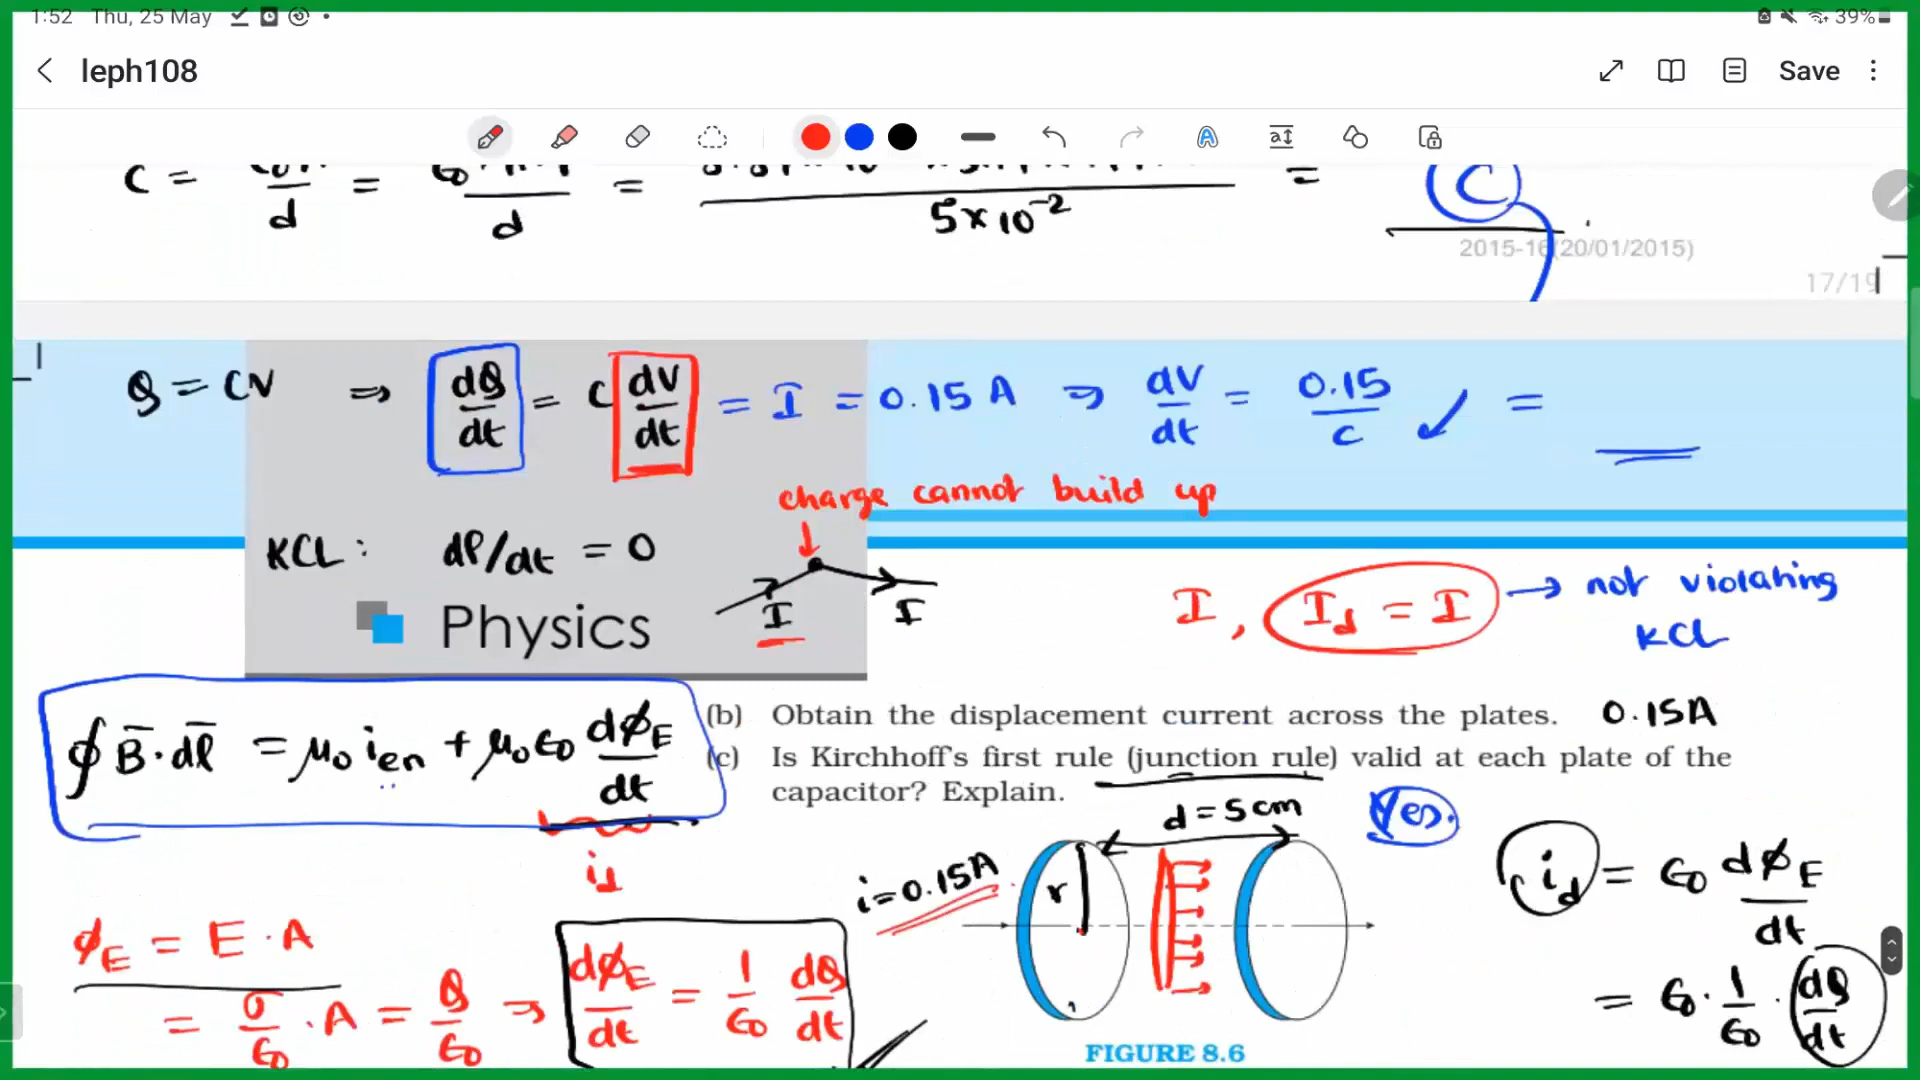 1:52 Thu, 25 May
39%
leph108
Save
C = d = d = 5×10⁻² = C
2015-16(20/01/2015)
17/19
Q = CV ⇒ dQ/dt = C dV/dt = I = 0.15 A ⇒ dV/dt = 0.15/C =
charge cannot build up
KCL: dρ/dt = 0
I I
I, I_d = I → not violating
KCL
Physics
∮ B̄·dl̄ = μ₀ i_en + μ₀ϵ₀ dϕ_E/dt
i_d
(b) Obtain the displacement current across the plates. 0.15A
(c) Is Kirchhoff's first rule (junction rule) valid at each plate of the
capacitor? Explain.
Yes.
d = 5cm
i=0.15A
r
i_d = ϵ₀ dϕ_E/dt
= ϵ₀ · 1/ϵ₀ · dQ/dt
ϕ_E = E·A
= σ/ϵ₀ · A = Q/ϵ₀ ⇒ dϕ_E/dt = 1/ϵ₀ dQ/dt
FIGURE 8.6